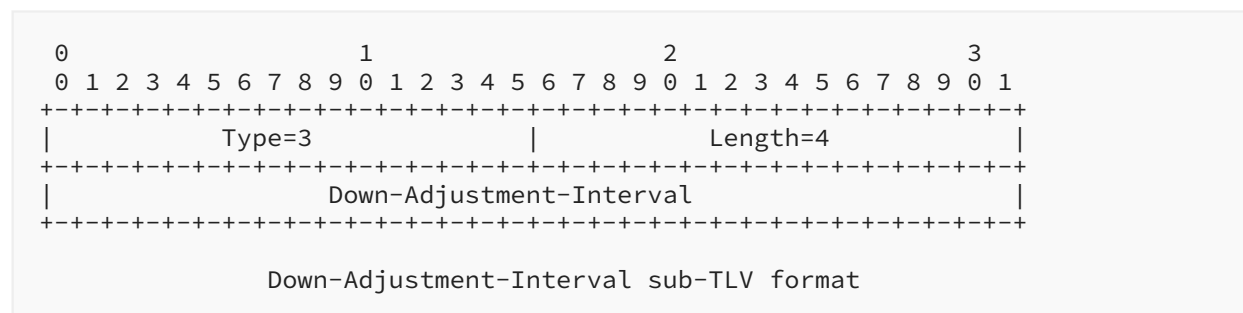 0                   1                   2                   3
 0 1 2 3 4 5 6 7 8 9 0 1 2 3 4 5 6 7 8 9 0 1 2 3 4 5 6 7 8 9 0 1
+-+-+-+-+-+-+-+-+-+-+-+-+-+-+-+-+-+-+-+-+-+-+-+-+-+-+-+-+-+-+-+-+
|           Type=3              |           Length=4            |
+-+-+-+-+-+-+-+-+-+-+-+-+-+-+-+-+-+-+-+-+-+-+-+-+-+-+-+-+-+-+-+-+
|                  Down-Adjustment-Interval                     |
+-+-+-+-+-+-+-+-+-+-+-+-+-+-+-+-+-+-+-+-+-+-+-+-+-+-+-+-+-+-+-+-+
Down-Adjustment-Interval sub-TLV format